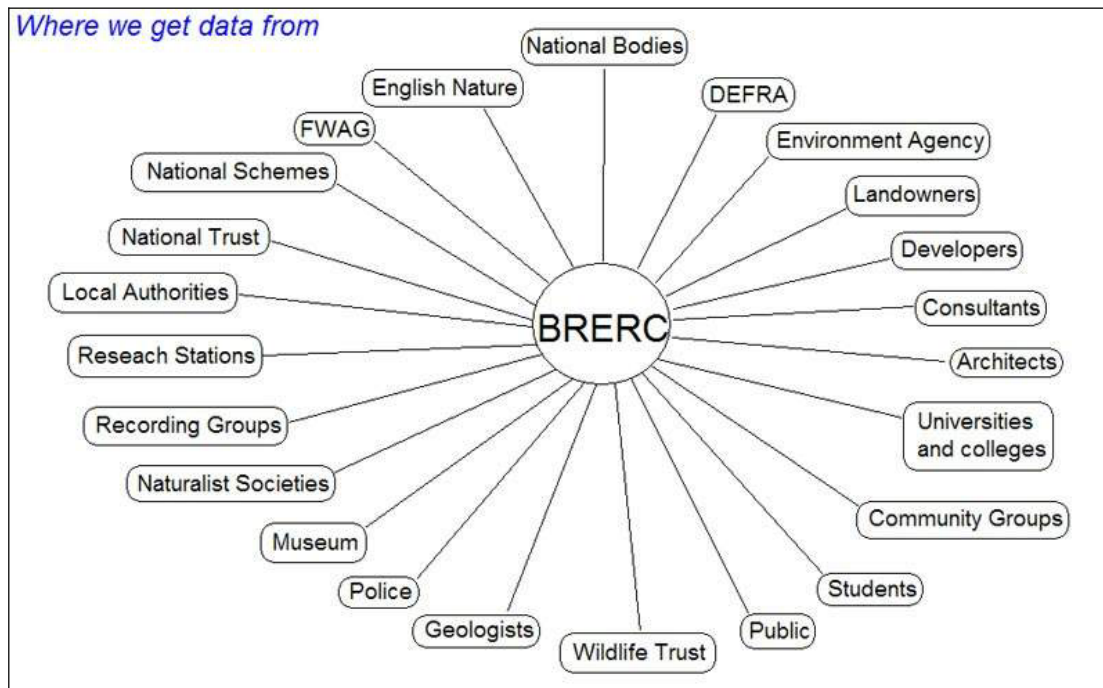 Where we get data from
National Bodies
English Nature
DEFRA
FWAG
Environment Agency
National Schemes
Landowners
National Trust
Developers
Local Authorities
Consultants
BRERC
Reseach Stations
Architects
Recording Groups
Universities
and colleges
Naturalist Societies
Community Groups
Museum
Students
Police
Geologists
Public
Wildlife Trust